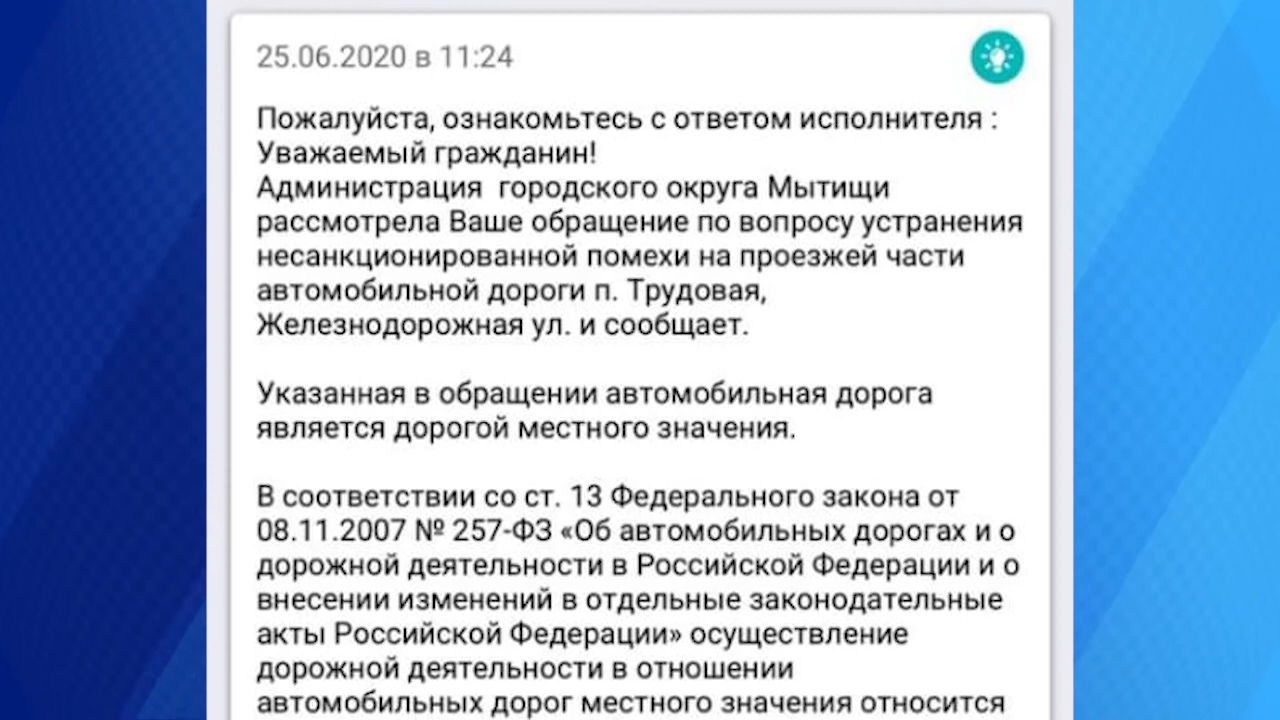 25.06.2020 в 11:24
Пожалуйста, ознакомьтесь с ответом исполнителя :
Уважаемый гражданин!
Администрация  городского округа Мытищи
рассмотрела Ваше обращение по вопросу устранения
несанкционированной помехи на проезжей части
автомобильной дороги п. Трудовая,
Железнодорожная ул. и сообщает.
Указанная в обращении автомобильная дорога
является дорогой местного значения.
В соответствии со ст. 13 Федерального закона от
08.11.2007 № 257-ФЗ «Об автомобильных дорогах и о
дорожной деятельности в Российской Федерации и о
внесении изменений в отдельные законодательные
акты Российской Федерации» осуществление
дорожной деятельности в отношении
автомобильных дорог местного значения относится